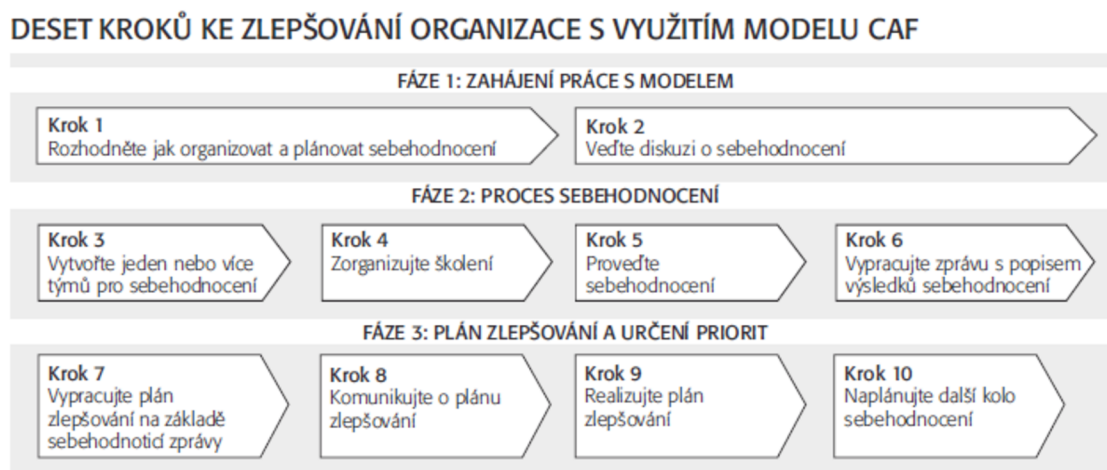 DESET KROKŮ KE ZLEPŠOVÁNÍ ORGANIZACE S VYUŽITÍM MODELU CAF
FÁZE 1: ZAHÁJENÍ PRÁCE S MODELEM
Krok 1
Rozhodněte jak organizovat a plánovat sebehodnocení
Krok 2
Veďte diskuzi o sebehodnocení
FÁZE 2: PROCES SEBEHODNOCENÍ
Krok 3
Vytvořte jeden nebo více
týmů pro sebehodnocení
Krok 4
Zorganizujte školení
Krok 5
Proveďte
sebehodnocení
Krok 6
Vypracujte zprávu s popisem
výsledků sebehodnocení
FÁZE 3: PLÁN ZLEPŠOVÁNÍ A URČENÍ PRIORIT
Krok 7
Vypracujte plán
zlepšování na základě
sebehodnoticí zprávy
Krok 8
Komunikujte o plánu
zlepšování
Krok 9
Realizujte plán
zlepšování
Krok 10
Naplánujte další kolo
sebehodnocení